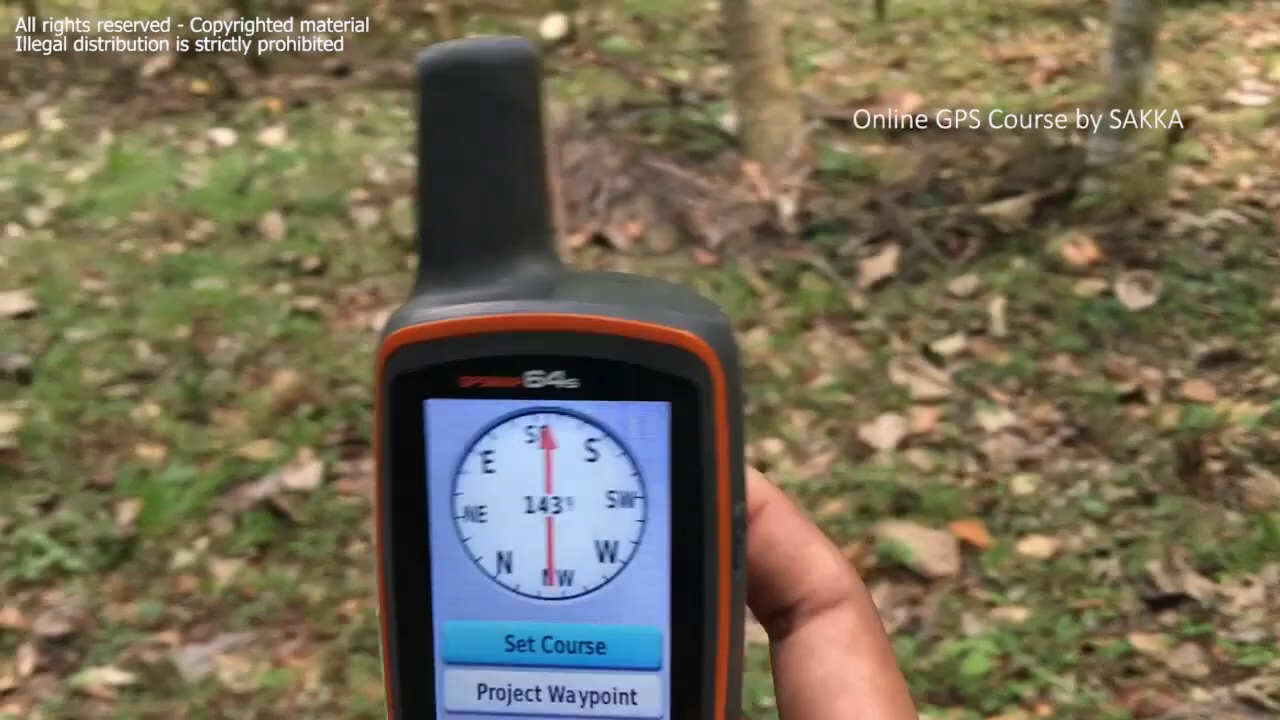 All rights reserved - Copyrighted material
Illegal distribution is strictly prohibited
Online GPS Course by SAKKA
64s
S
E
143°
SW
NE
N
W
Set Course
Project Waypoint